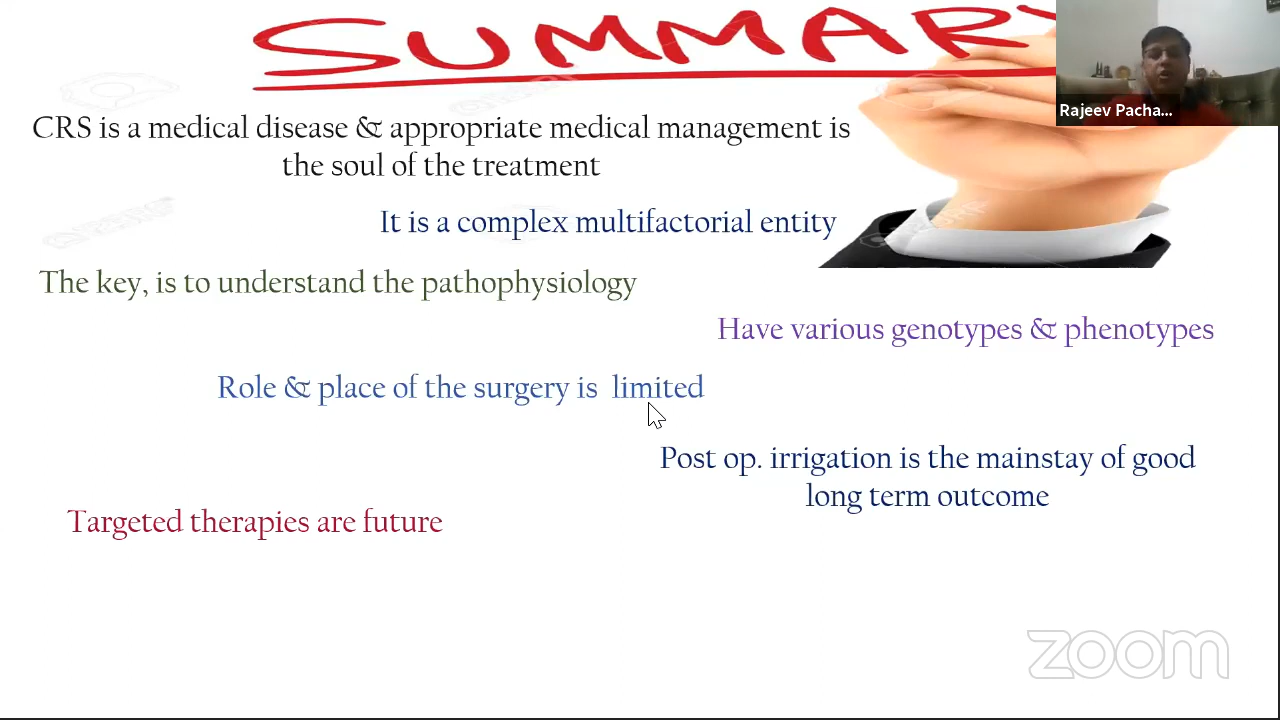 SUMMARY
Rajeev Pacha...
CRS is a medical disease & appropriate medical management is
the soul of the treatment
It is a complex multifactorial entity
The key, is to understand the pathophysiology
Have various genotypes & phenotypes
Role & place of the surgery is limited
Post op. irrigation is the mainstay of good
long term outcome
Targeted therapies are future
zoom